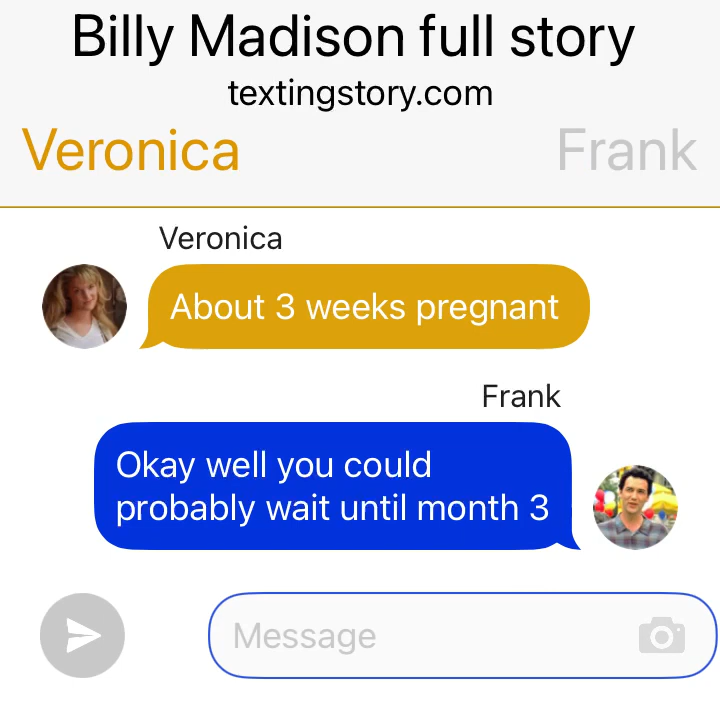 Billy Madison full story
textingstory.com
Veronica Frank
Veronica
About 3 weeks pregnant
Frank
Okay well you could
probably wait until month 3
Message